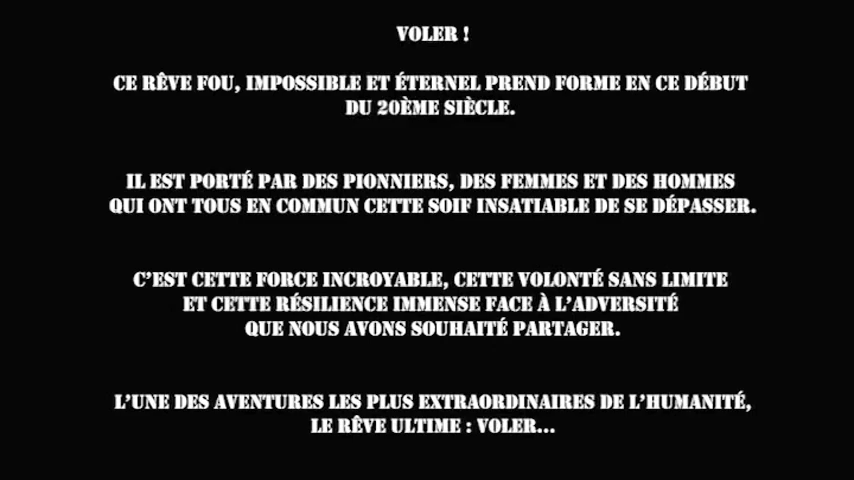 VOLER !
CE RÊVE FOU, IMPOSSIBLE ET ÉTERNEL PREND FORME EN CE DÉBUT
DU 20ÈME SIÈCLE.
IL EST PORTÉ PAR DES PIONNIERS, DES FEMMES ET DES HOMMES
QUI ONT TOUS EN COMMUN CETTE SOIF INSATIABLE DE SE DÉPASSER.
C'EST CETTE FORCE INCROYABLE, CETTE VOLONTÉ SANS LIMITE
ET CETTE RÉSILIENCE IMMENSE FACE À L'ADVERSITÉ
QUE NOUS AVONS SOUHAITÉ PARTAGER.
L'UNE DES AVENTURES LES PLUS EXTRAORDINAIRES DE L'HUMANITÉ,
LE RÊVE ULTIME : VOLER...